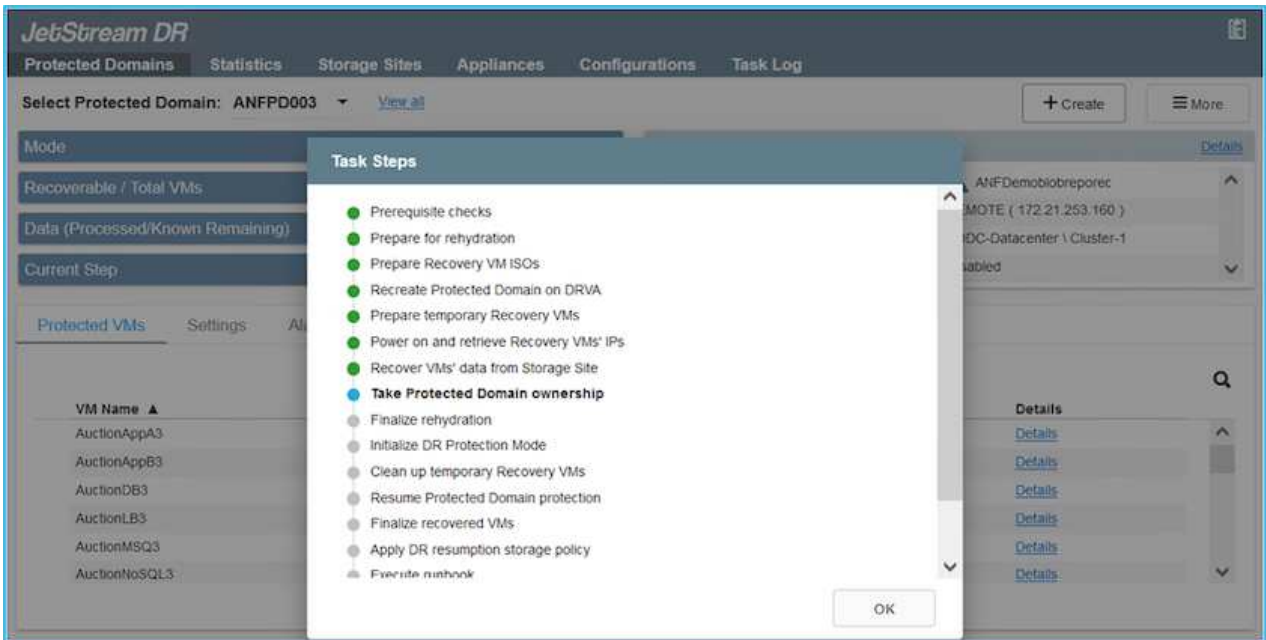 JetStream DR
Protected Domains Statistics Storage Sites Appliances Configurations Task Log
Select Protected Domain: ANFPD003 View all + Create More
Mode
Details
Recoverable / Total VMs
Data (Processed/Known Remaining)
Current Step
ANFDemoblobreporec
MOTE ( 172.21.253.160 )
DC-Datacenter \ Cluster-1
abled
Protected VMs Settings Al
VM Name ▲ Details
AuctionAppA3 Details
AuctionAppB3 Details
AuctionDB3 Details
AuctionLB3 Details
AuctionMSQ3 Details
AuctionNoSQL3 Details
Task Steps
Prerequisite checks
Prepare for rehydration
Prepare Recovery VM ISOs
Recreate Protected Domain on DRVA
Prepare temporary Recovery VMs
Power on and retrieve Recovery VMs' IPs
Recover VMs' data from Storage Site
Take Protected Domain ownership
Finalize rehydration
Initialize DR Protection Mode
Clean up temporary Recovery VMs
Resume Protected Domain protection
Finalize recovered VMs
Apply DR resumption storage policy
Execute runbook
OK